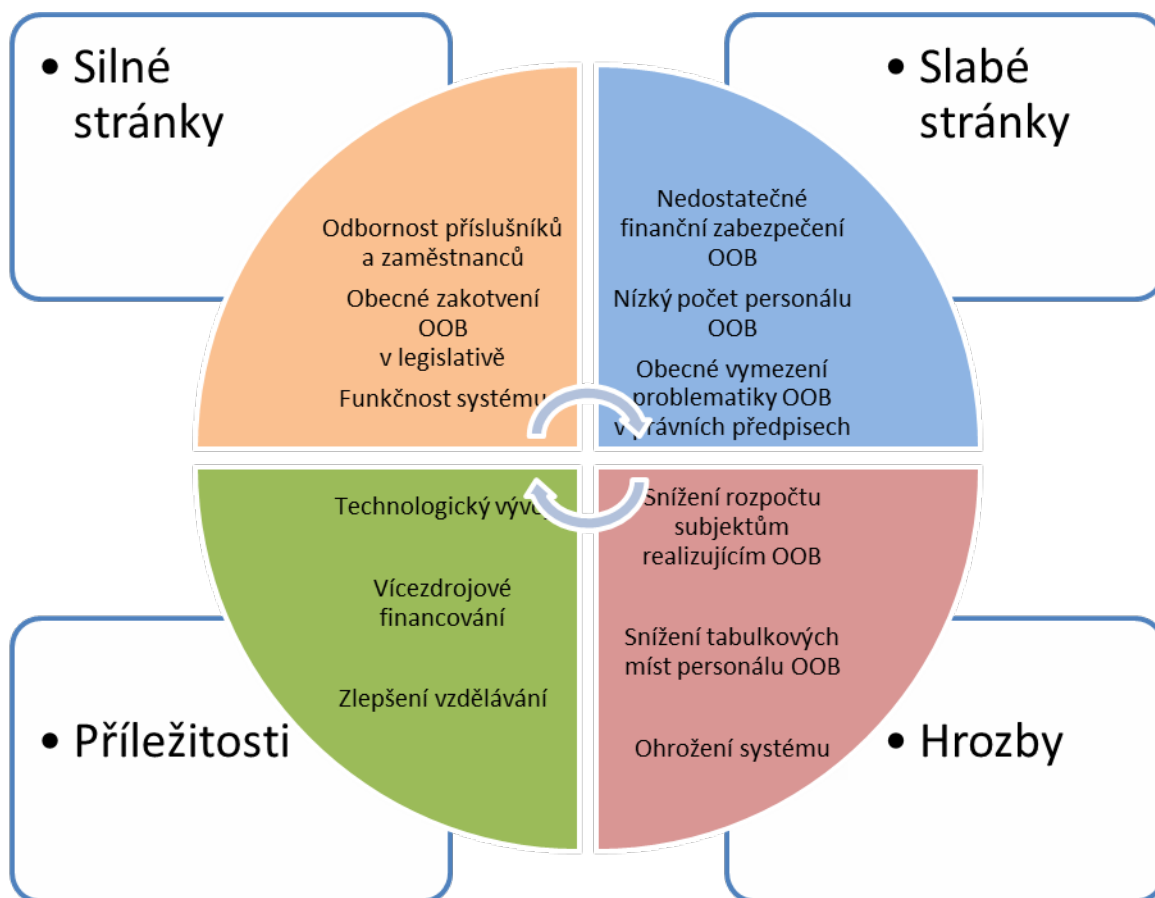 • Silné
stránky
Odbornost příslušníků
a zaměstnanců
Obecné zakotvení
OOB
v legislativě
Funkčnost systému
• Slabé
stránky
Nedostatečné
finanční zabezpečení
OOB
Nízký počet personálu
OOB
Obecné vymezení
problematiky OOB
v právních předpisech
Technologický vývoj
Vícezdrojové
financování
Zlepšení vzdělávání
• Příležitosti
Snížení rozpočtu
subjektům
realizujícím OOB
Snížení tabulkových
míst personálu OOB
Ohrožení systému
• Hrozby